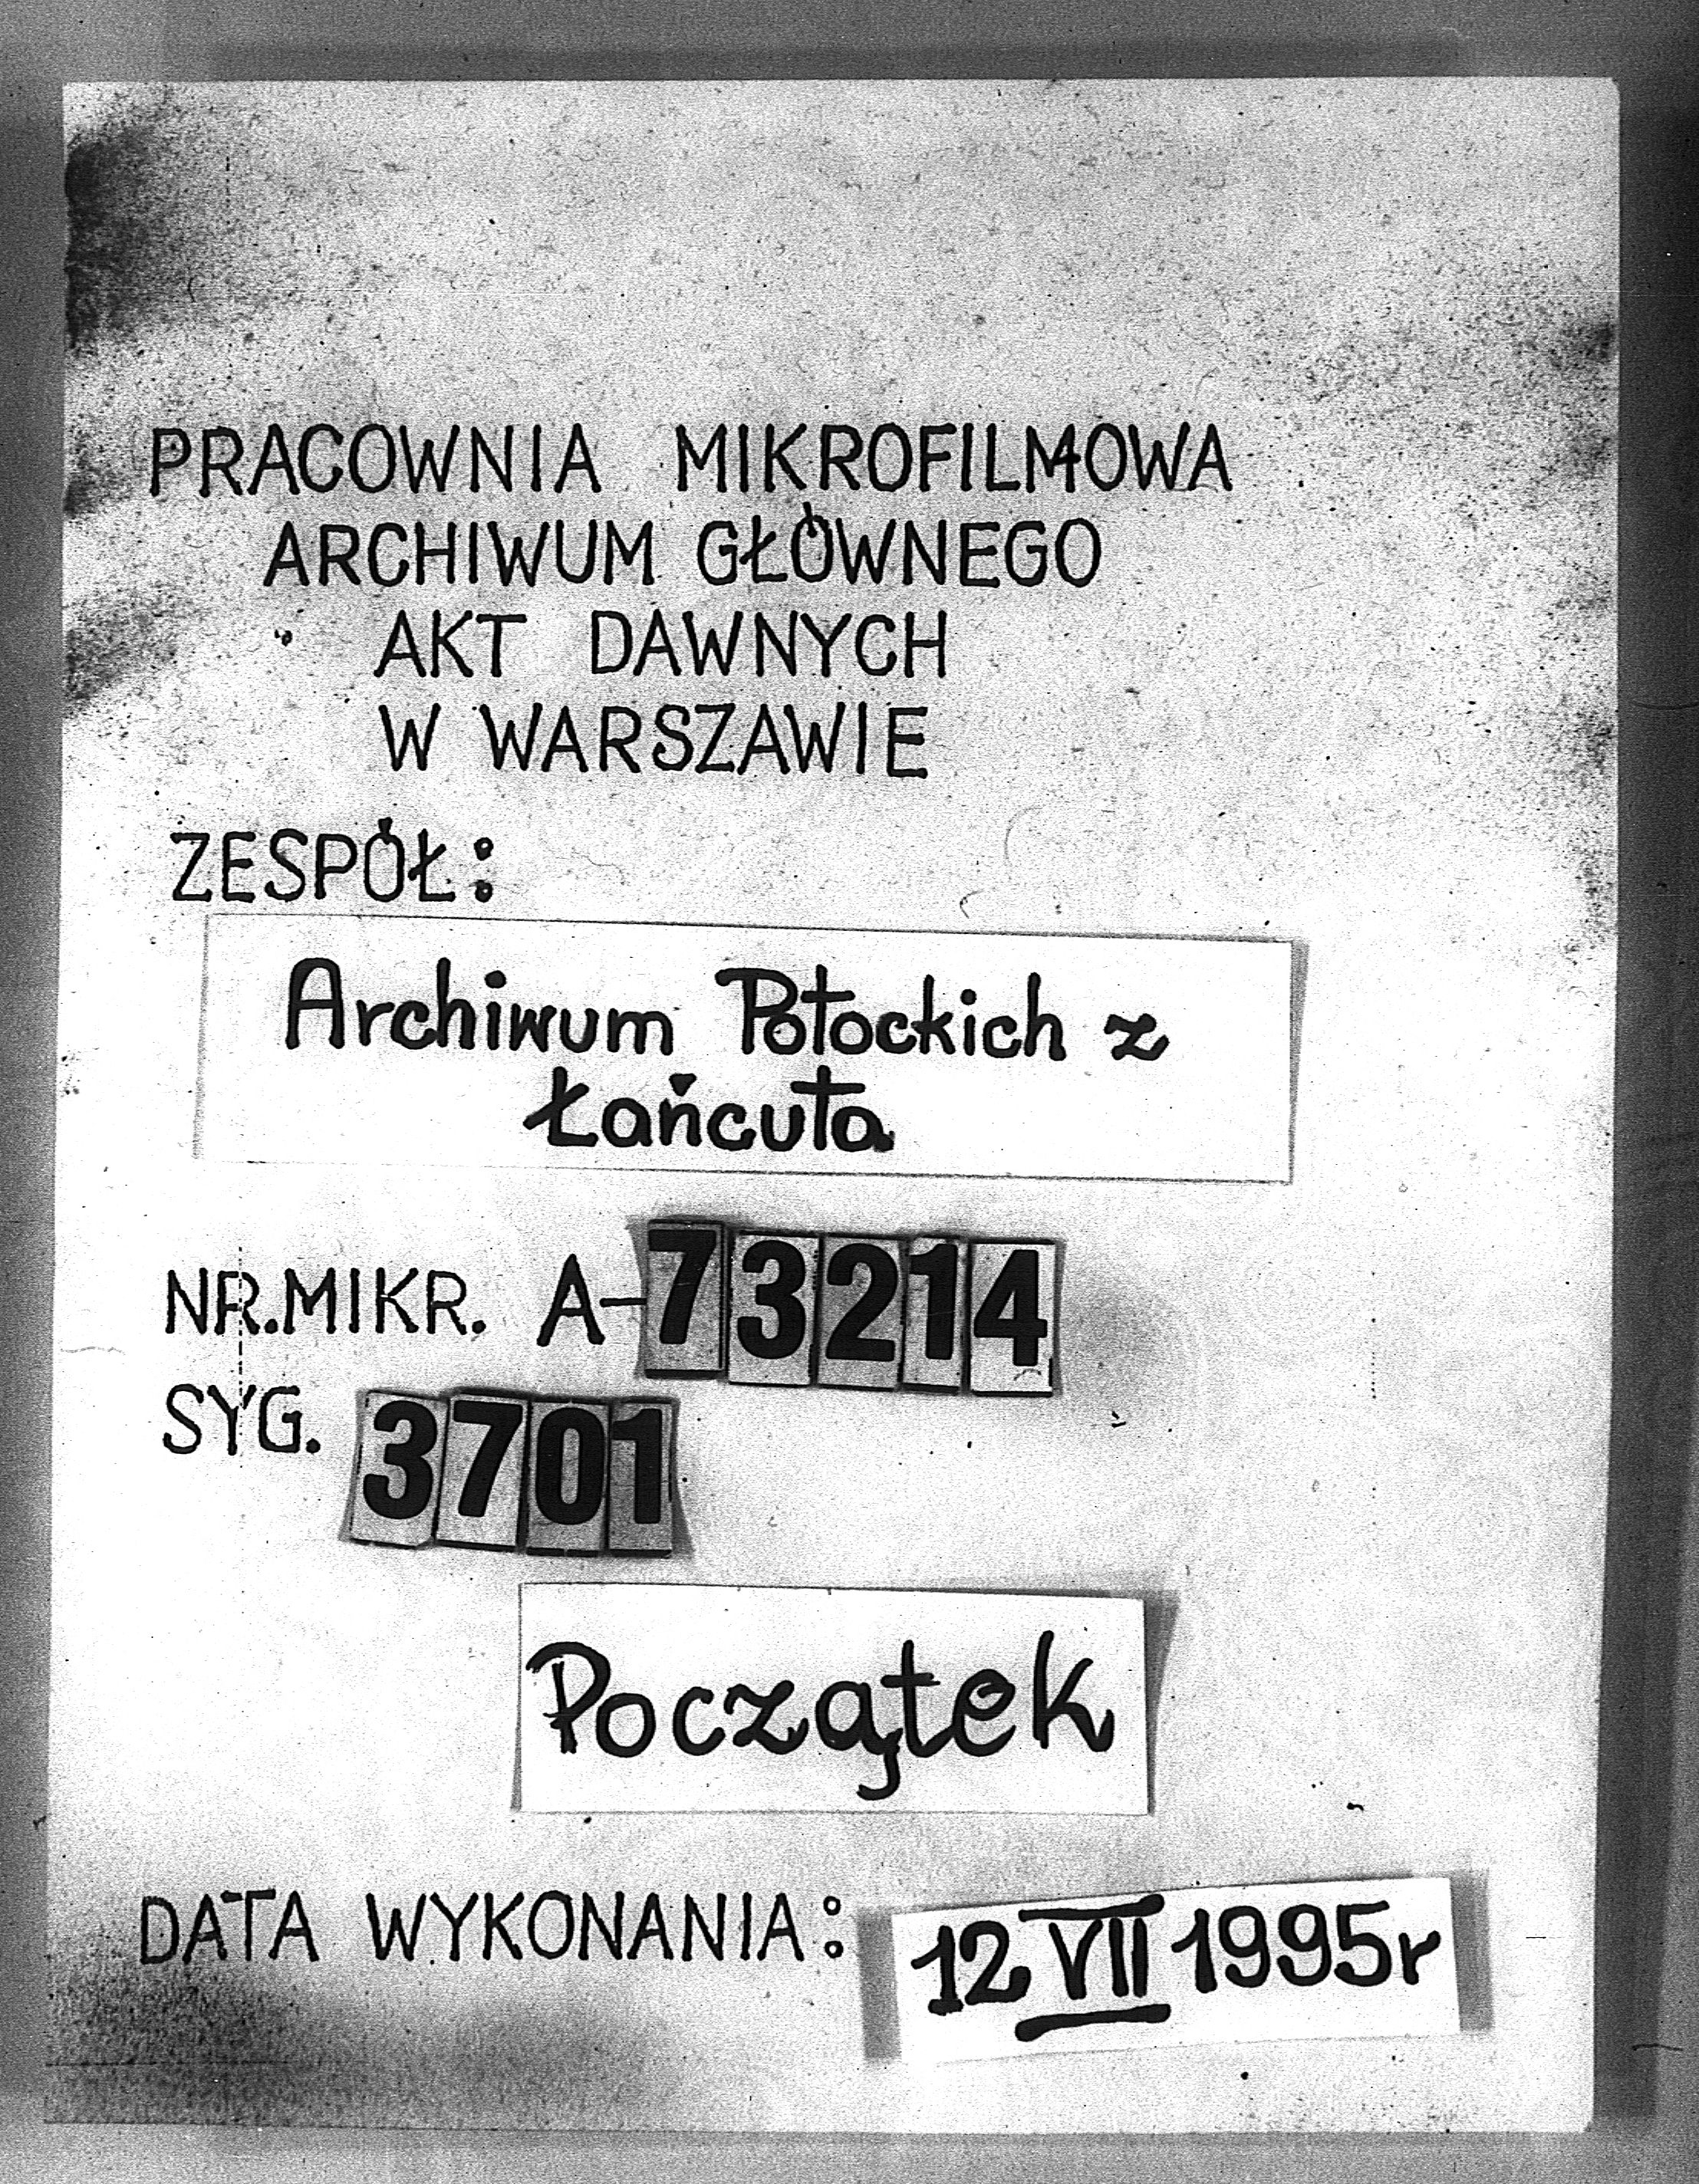 PRACOWNIA MIKROFILMOWA
ARCHIWUM GŁÓWNEGO
AKT DAWNYCH
W WARSZAWIE
ZESPÓŁ:
Archiwum Potockich z
Łańcuta
NR.MIKR. A-73214
SYG. 3701
Początek
DATA WYKONANIA: 12 VII 1995r